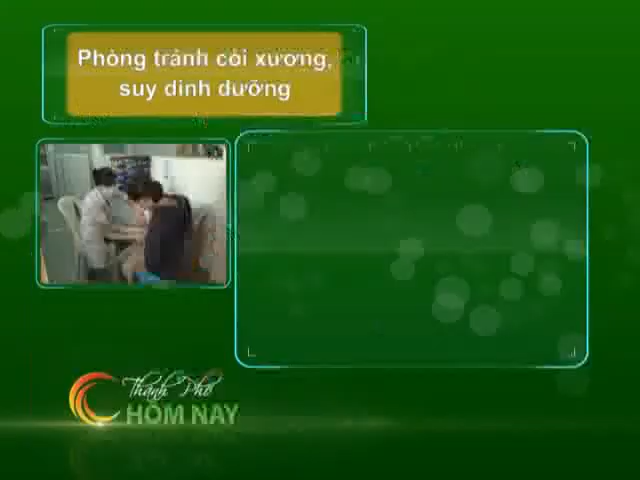 Phòng tránh còi xương,
suy dinh dưỡng
Thành Phố
HÔM NAY